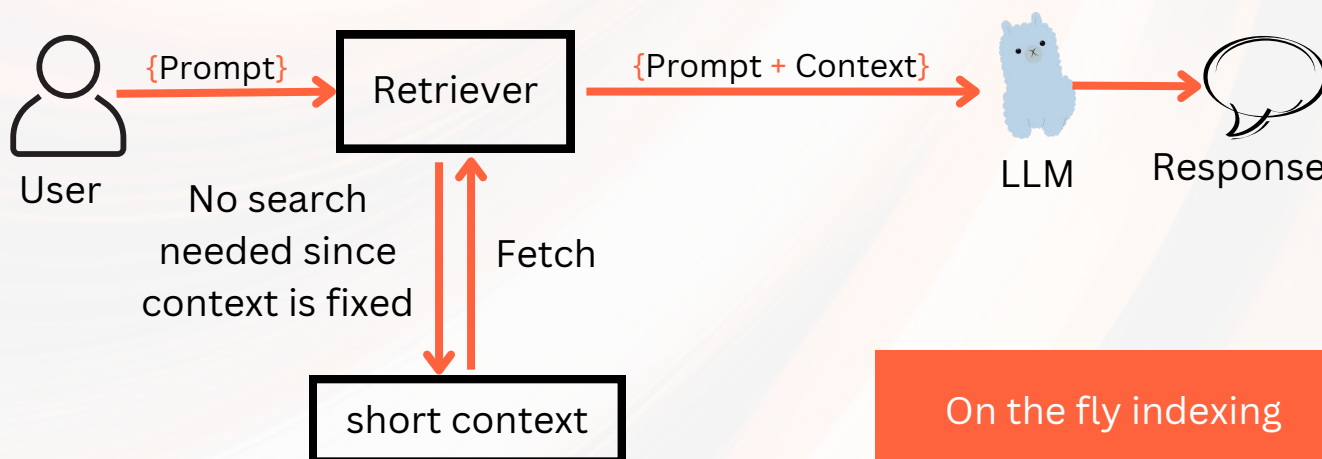 {Prompt}
Retriever
{Prompt + Context}
User
LLM
Response
No search
needed since
context is fixed
Fetch
short context
On the fly indexing